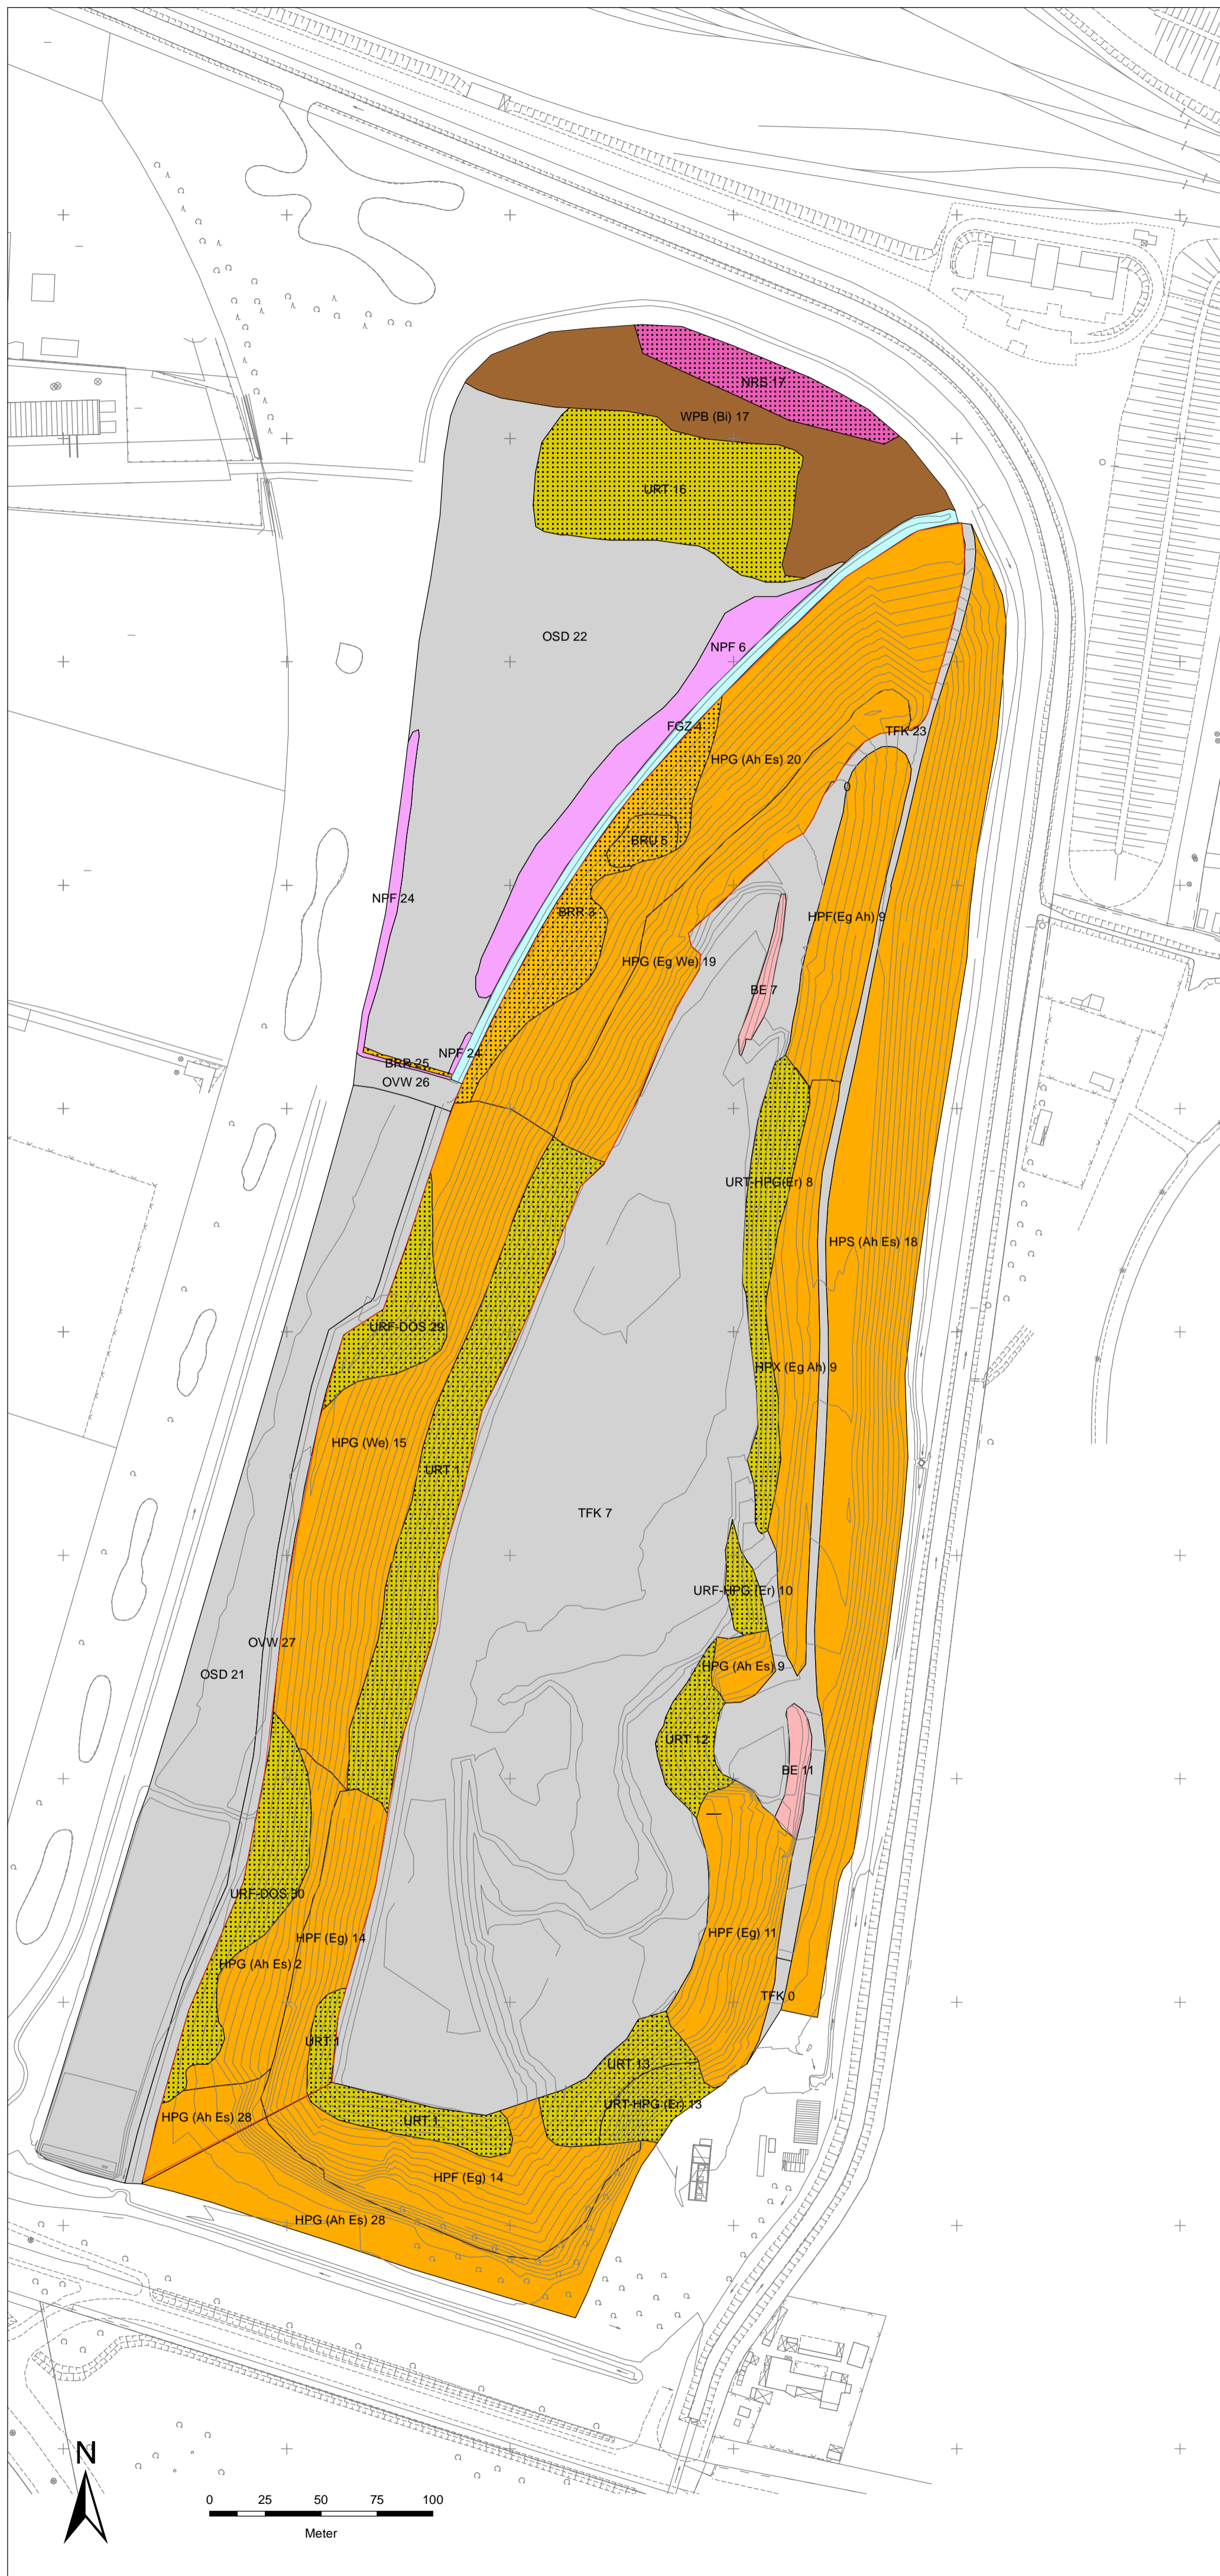 NRS 17
WPB (Bi) 17
URT 16
OSD 22
NPF 6
FGZ 4
TFK 23
HPG (Ah Es) 20
0
BRU 5
NPF 24
BRR 3
HPF(Eg Ah) 9
HPG (Eg We) 19
BE 7
NPF 24
BRR 25
OVW 26
URT-HPG(Er) 8
HPS (Ah Es) 18
URF-DOS 29
HPX (Eg Ah) 9
HPG (We) 15
URT 1
TFK 7
URF-HPG (Er) 10
OVW 27
HPG (Ah Es) 9
OSD 21
URT 12
BE 11
URF-DOS 30
HPF (Eg) 11
HPF (Eg) 14
HPG (Ah Es) 2
TFK 0
URT 1
URT 13
URT-HPG (Er) 13
HPG (Ah Es) 28
URT 1
HPF (Eg) 14
HPG (Ah Es) 28
N
0 25 50 75 100
Meter